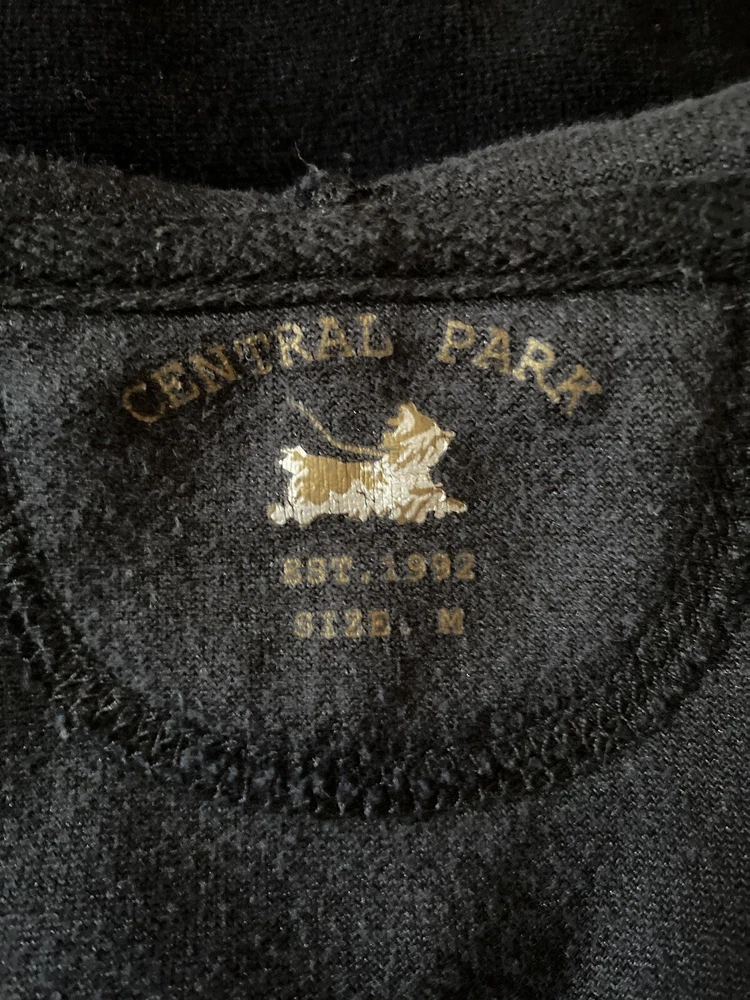 CENTRAL PARK
EST.1992
SIZE. M